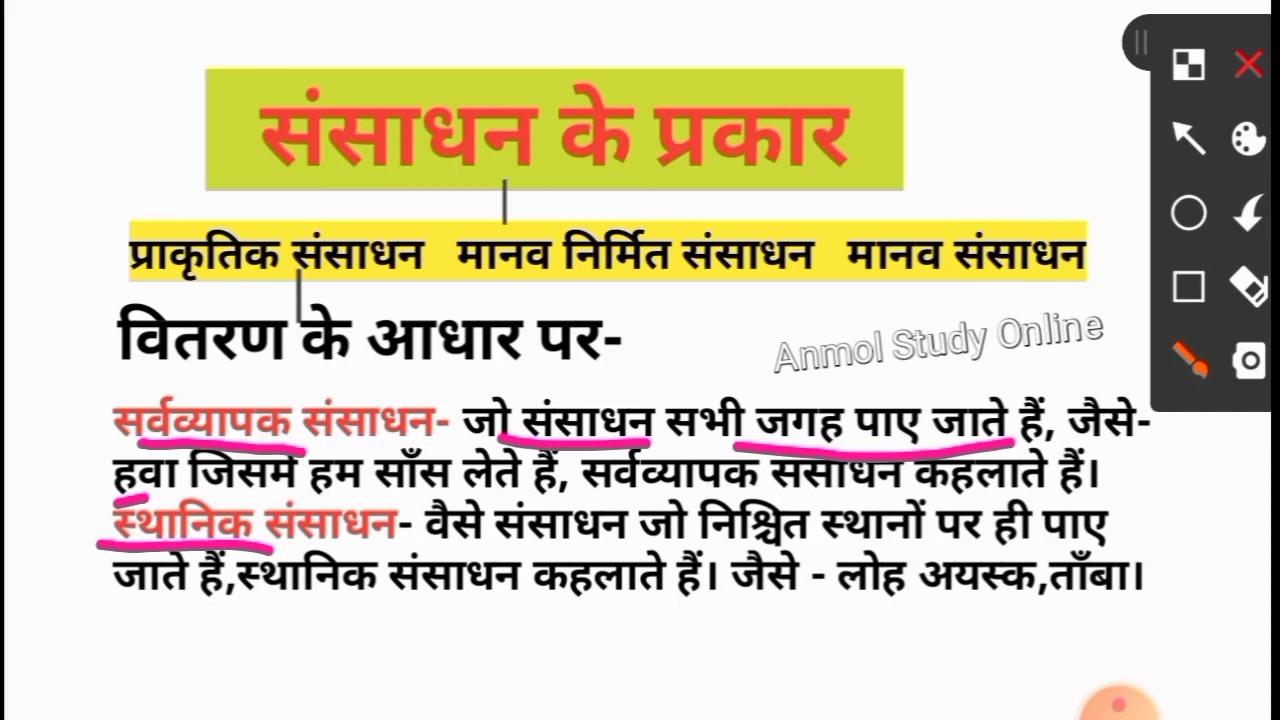 संसाधन के प्रकार
प्राकृतिक संसाधन मानव निर्मित संसाधन मानव संसाधन
वितरण के आधार पर-
Anmol Study Online
सर्वव्यापक संसाधन- जो संसाधन सभी जगह पाए जाते हैं, जैसे-
हवा जिसमें हम साँस लेते हैं, सर्वव्यापक संसाधन कहलाते हैं।
स्थानिक संसाधन- वैसे संसाधन जो निश्चित स्थानों पर ही पाए
जाते हैं,स्थानिक संसाधन कहलाते हैं। जैसे - लोह अयस्क,ताँबा।